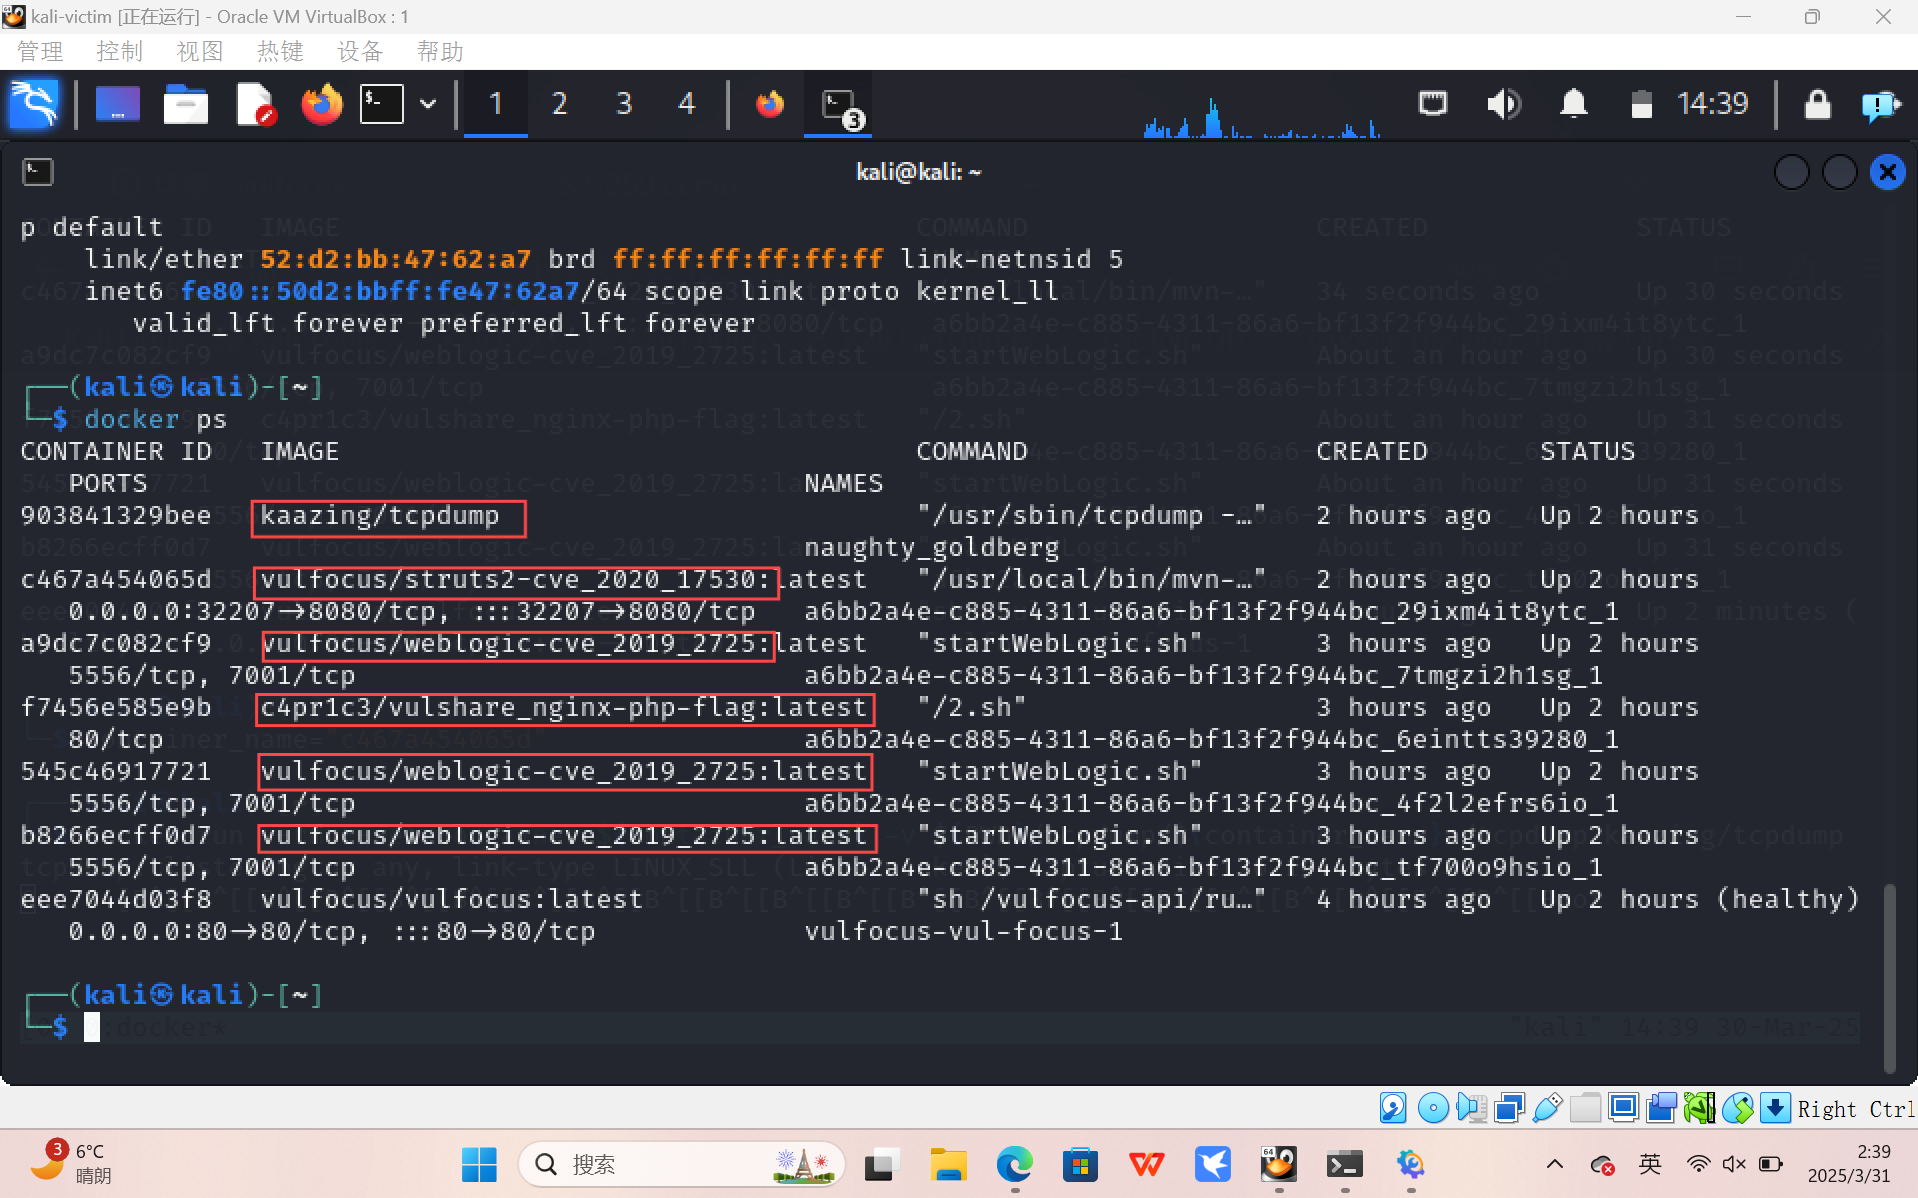 kali-victim [正在运行] - Oracle VM VirtualBox : 1
管理 控制 视图 热键 设备 帮助
1 2 3 4 3 14:39
kali@kali: ~
p default
link/ether 52:d2:bb:47:62:a7 brd ff:ff:ff:ff:ff:ff link-netnsid 5
inet6 fe80::50d2:bbff:fe47:62a7/64 scope link proto kernel_ll
valid_lft forever preferred_lft forever
┌──(kali㉿kali)-[~]
└─$ docker ps
CONTAINER ID IMAGE COMMAND CREATED STATUS
PORTS NAMES
903841329bee kaazing/tcpdump "/usr/sbin/tcpdump -…" 2 hours ago Up 2 hours
naughty_goldberg
c467a454065d vulfocus/struts2-cve_2020_17530:latest "/usr/local/bin/mvn-…" 2 hours ago Up 2 hours
0.0.0.0:32207->8080/tcp, :::32207->8080/tcp a6bb2a4e-c885-4311-86a6-bf13f2f944bc_29ixm4it8ytc_1
a9dc7c082cf9 vulfocus/weblogic-cve_2019_2725:latest "startWebLogic.sh" 3 hours ago Up 2 hours
5556/tcp, 7001/tcp a6bb2a4e-c885-4311-86a6-bf13f2f944bc_7tmgzi2h1sg_1
f7456e585e9b c4pr1c3/vulshare_nginx-php-flag:latest "/2.sh" 3 hours ago Up 2 hours
80/tcp a6bb2a4e-c885-4311-86a6-bf13f2f944bc_6eintts39280_1
545c46917721 vulfocus/weblogic-cve_2019_2725:latest "startWebLogic.sh" 3 hours ago Up 2 hours
5556/tcp, 7001/tcp a6bb2a4e-c885-4311-86a6-bf13f2f944bc_4f2l2efrs6io_1
b8266ecff0d7 vulfocus/weblogic-cve_2019_2725:latest "startWebLogic.sh" 3 hours ago Up 2 hours
5556/tcp, 7001/tcp a6bb2a4e-c885-4311-86a6-bf13f2f944bc_tf700o9hsio_1
eee7044d03f8 vulfocus/vulfocus:latest "sh /vulfocus-api/ru…" 4 hours ago Up 2 hours (healthy)
0.0.0.0:80->80/tcp, :::80->80/tcp vulfocus-vul-focus-1
┌──(kali㉿kali)-[~]
└─$
"kali" 14:39 30-Mar-25
Right Ctrl
3 6°C
晴朗
搜索
64
英
2:39
2025/3/31